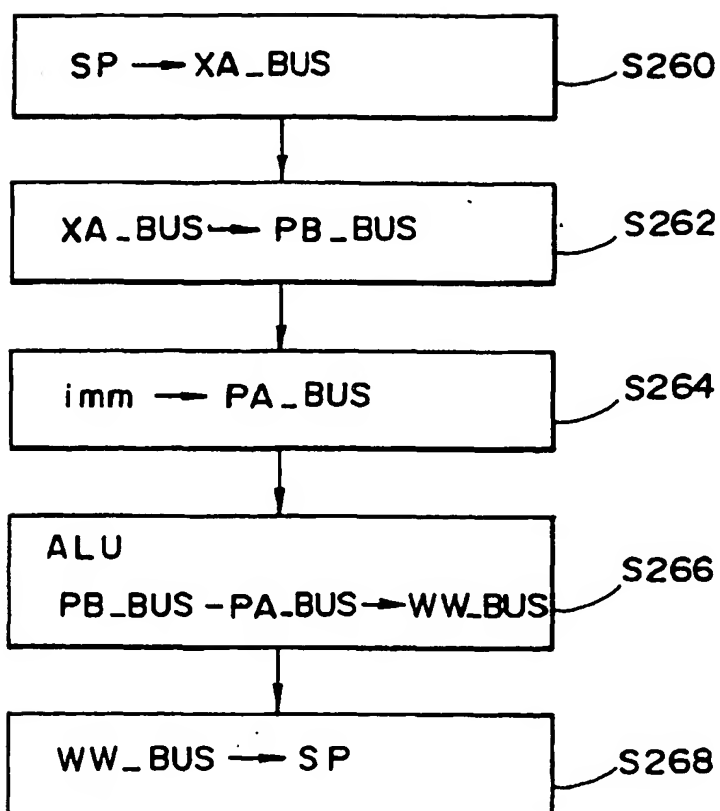 SP → XA_BUS
S260
XA_BUS → PB_BUS
S262
imm → PA_BUS
S264
ALU
PB_BUS - PA_BUS → WW_BUS
S266
WW_BUS → SP
S268